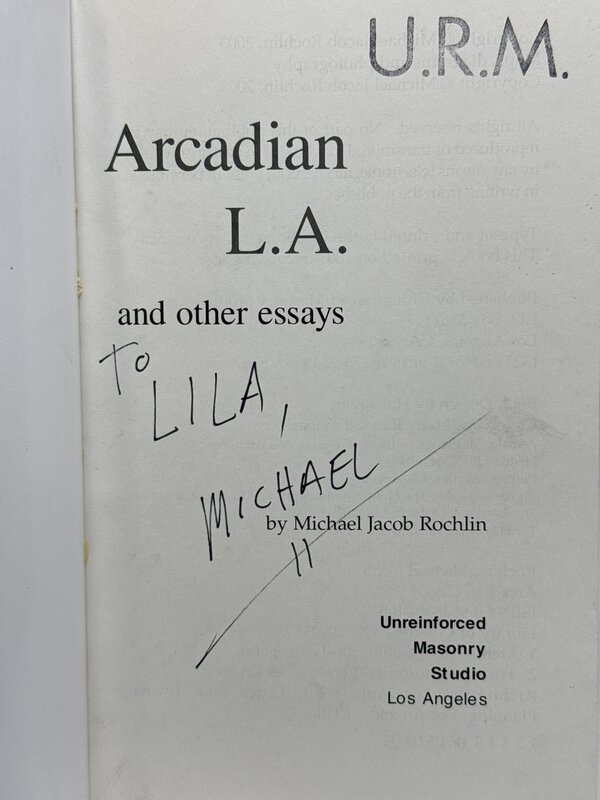 U.R.M.
Arcadian
L.A.
and other essays
TO
LILA,
MICHAEL
by Michael Jacob Rochlin
Unreinforced
Masonry
Studio
Los Angeles